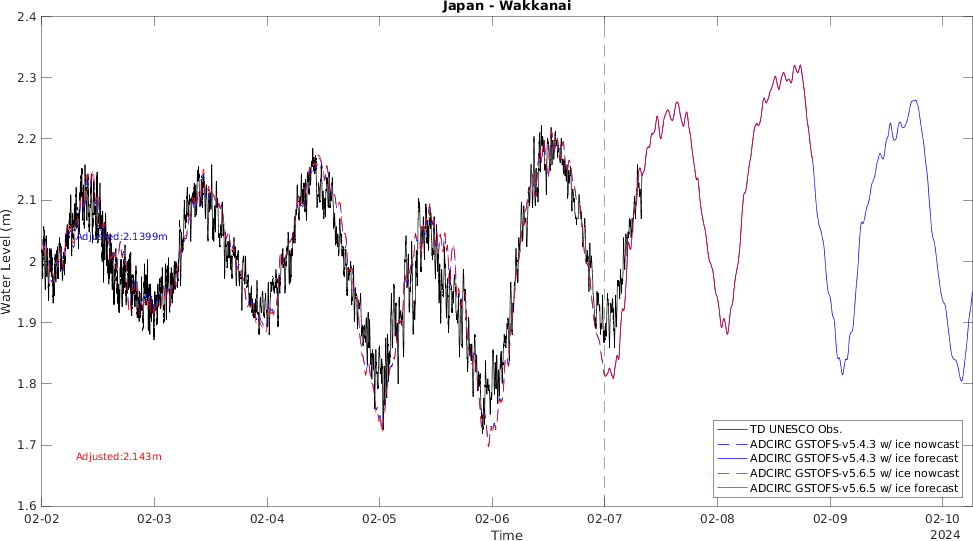 Japan - Wakkanai
2.4
2.3
2.2
2.1
2
1.9
1.8
1.7
1.6
Water Level (m)
Adjusted:2.1399m
Adjusted:2.143m
TD UNESCO Obs.
ADCIRC GSTOFS-v5.4.3 w/ ice nowcast
ADCIRC GSTOFS-v5.4.3 w/ ice forecast
ADCIRC GSTOFS-v5.6.5 w/ ice nowcast
ADCIRC GSTOFS-v5.6.5 w/ ice forecast
02-02 02-03 02-04 02-05 02-06 02-07 02-08 02-09 02-10
Time
2024